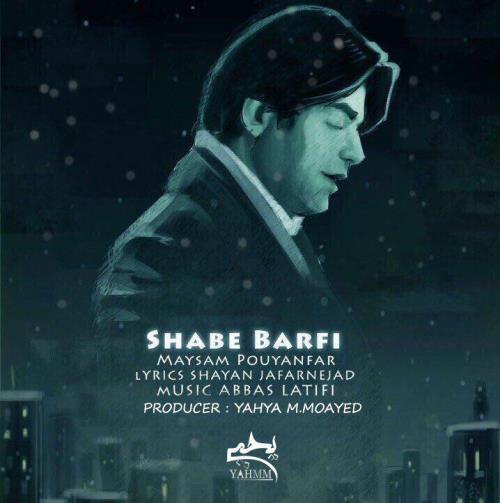 SHABE BARFI
MAYSAM POUYANFAR
LYRICS SHAYAN JAFARNEJAD
MUSIC ABBAS LATIFI
PRODUCER : YAHYA M.MOAYED
YAHMM